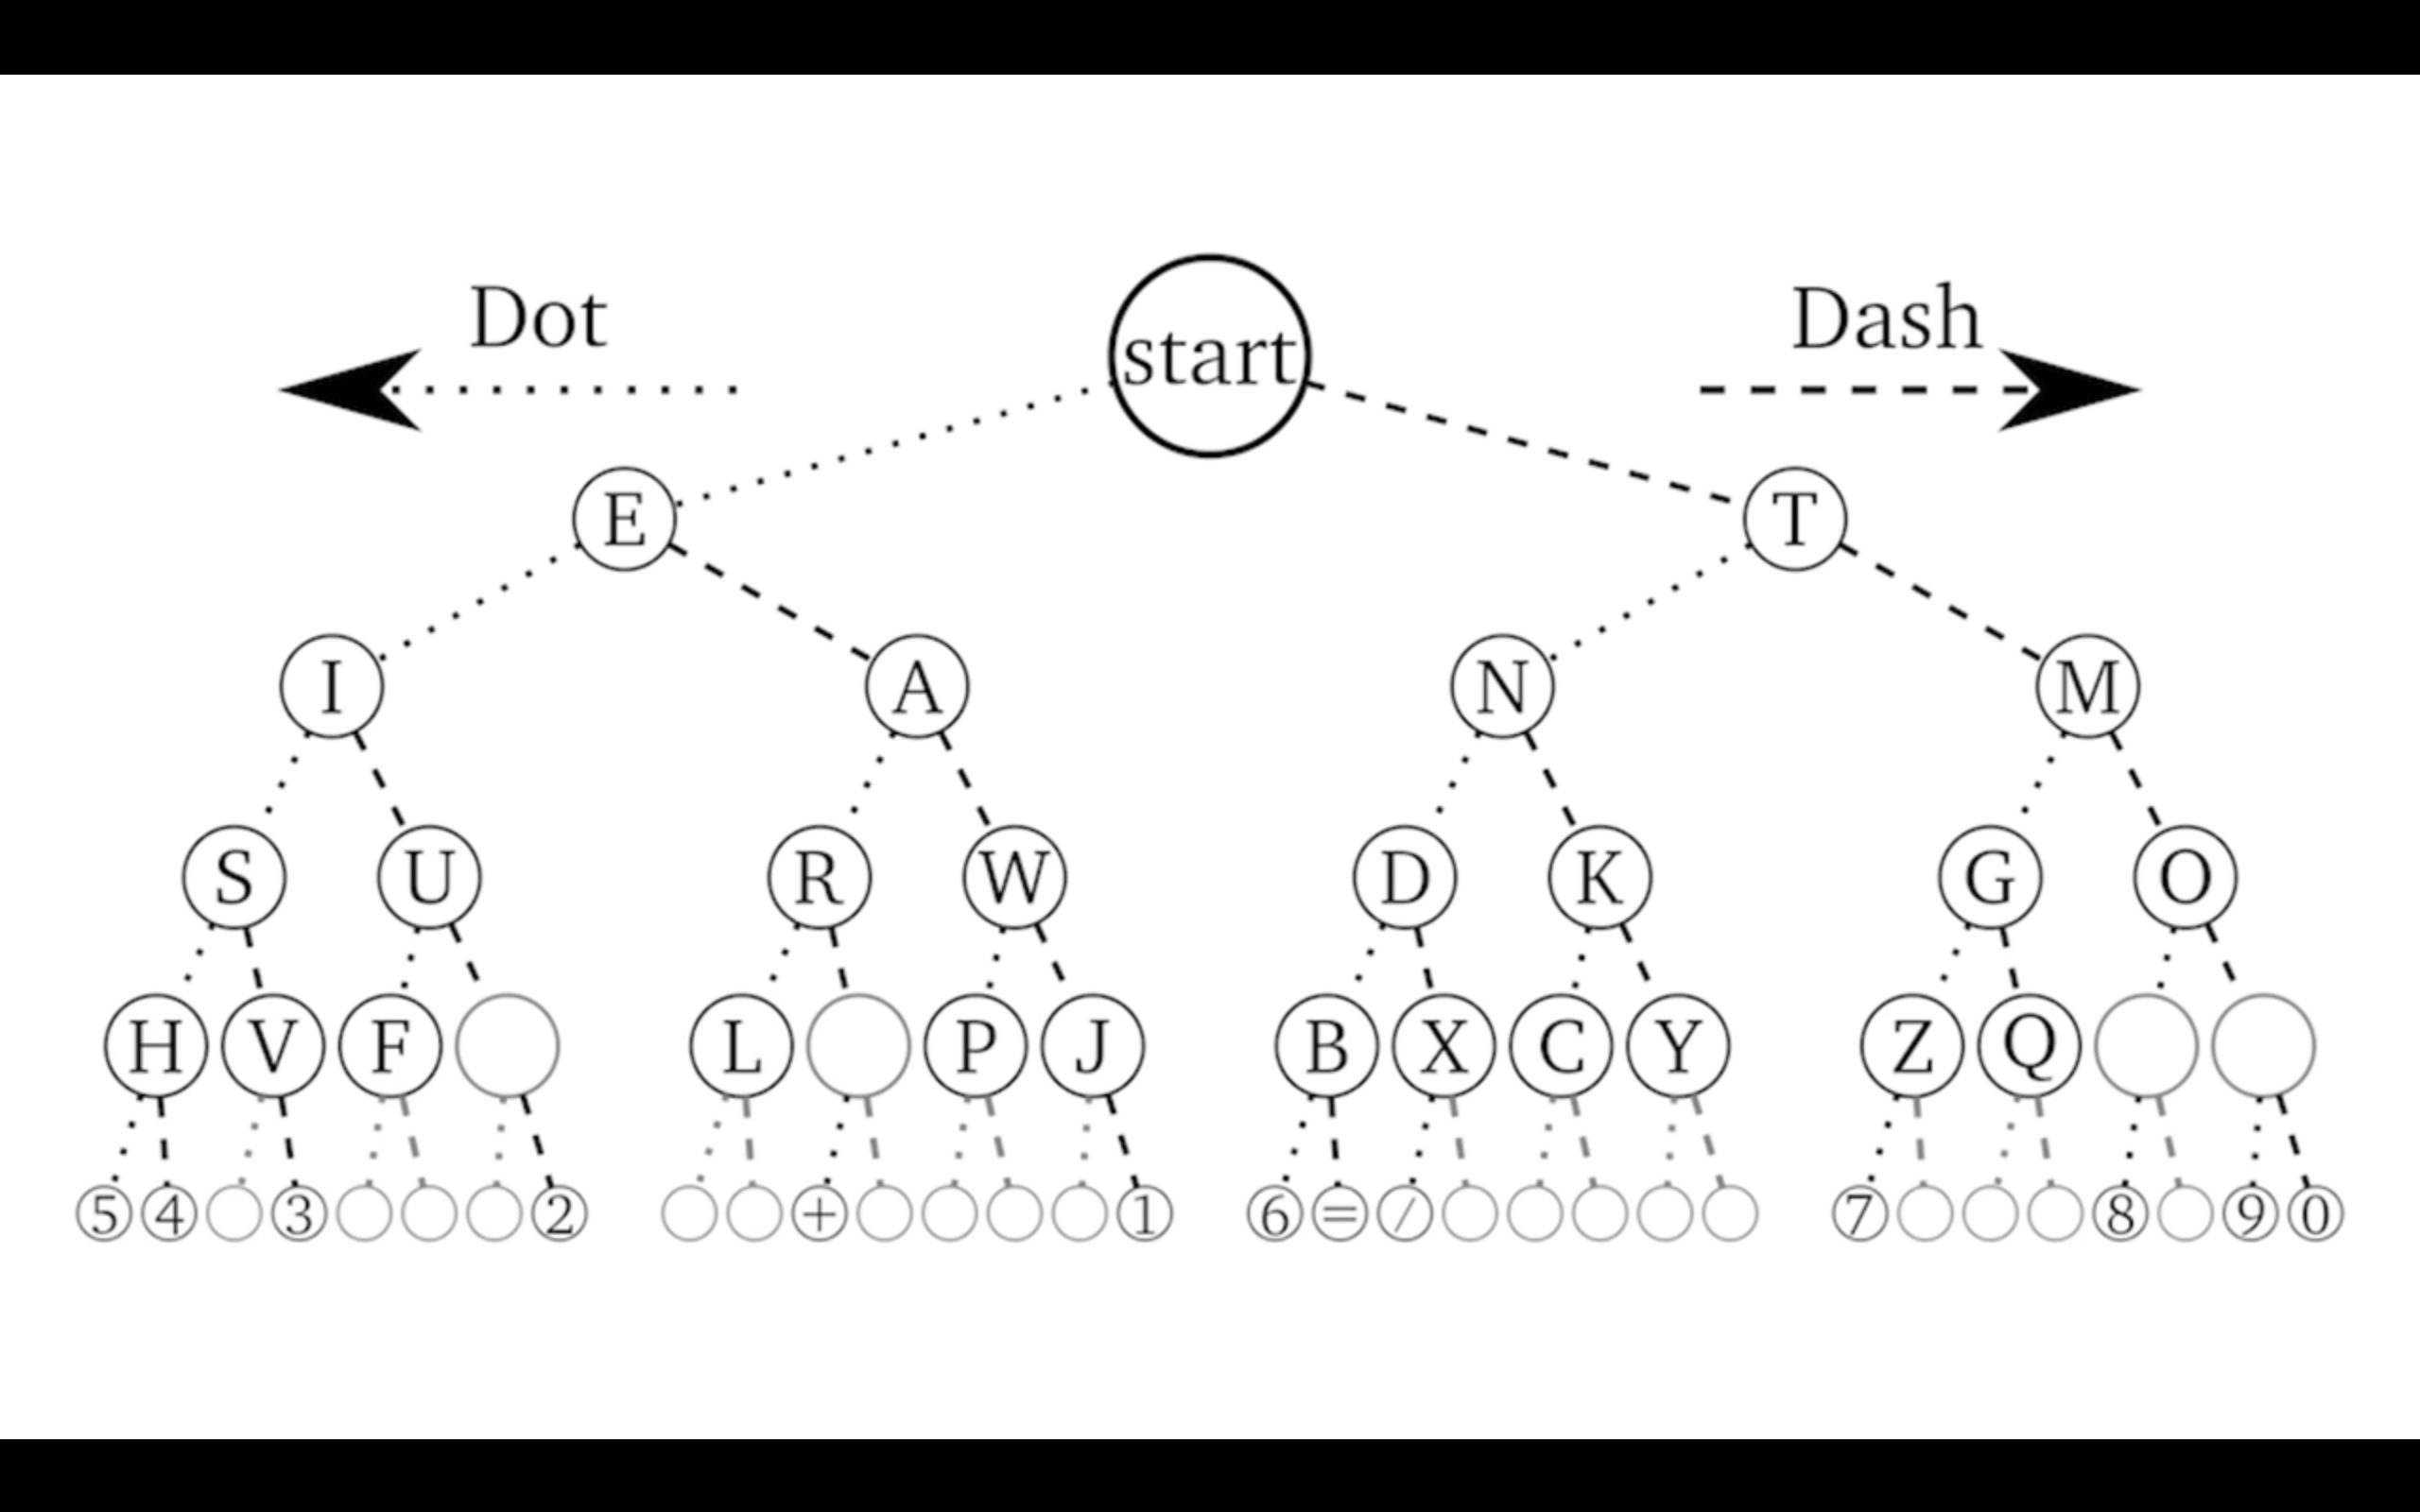 Dot
start
Dash
E T
I A N M
S U R W D K G O
H V F L P J B X C Y Z Q
5 4 3 2 + 1 6 = / 7 8 9 0